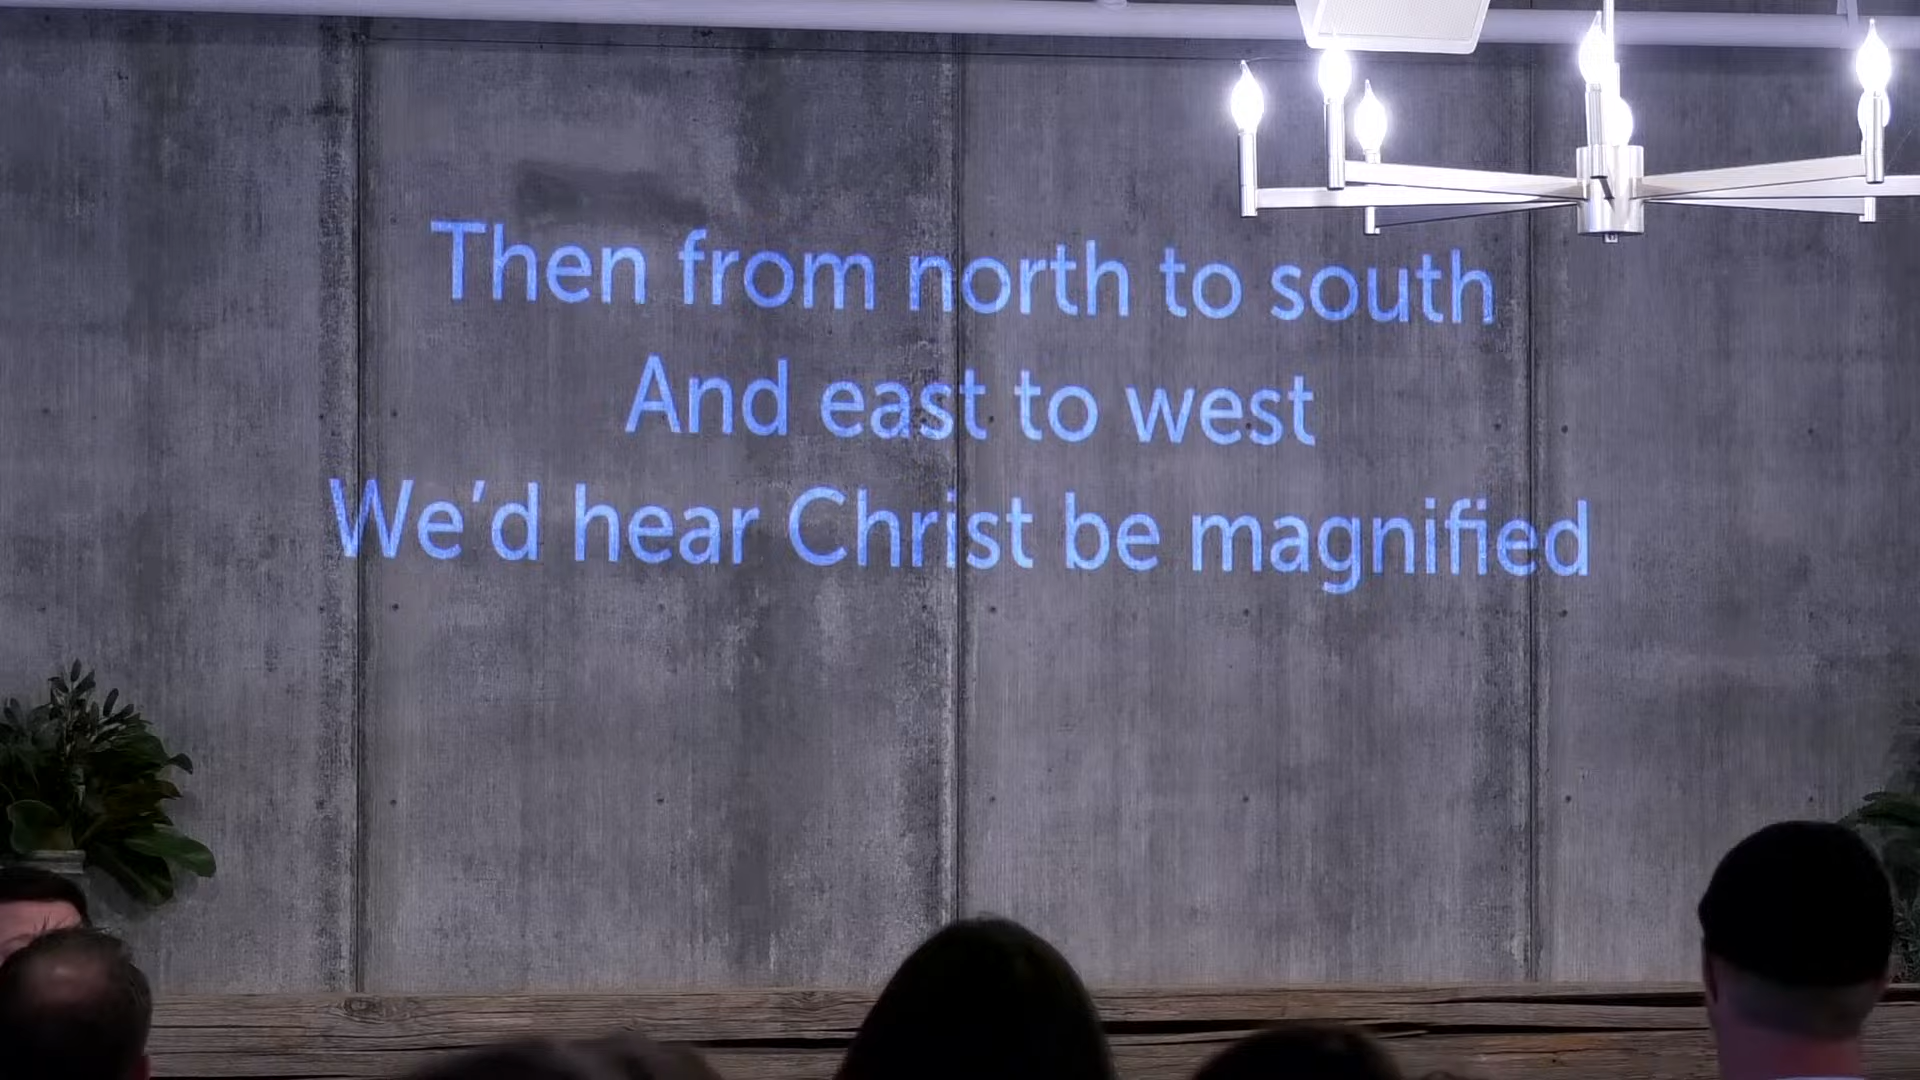 Then from north to south
And east to west
We’d hear Christ be magnified